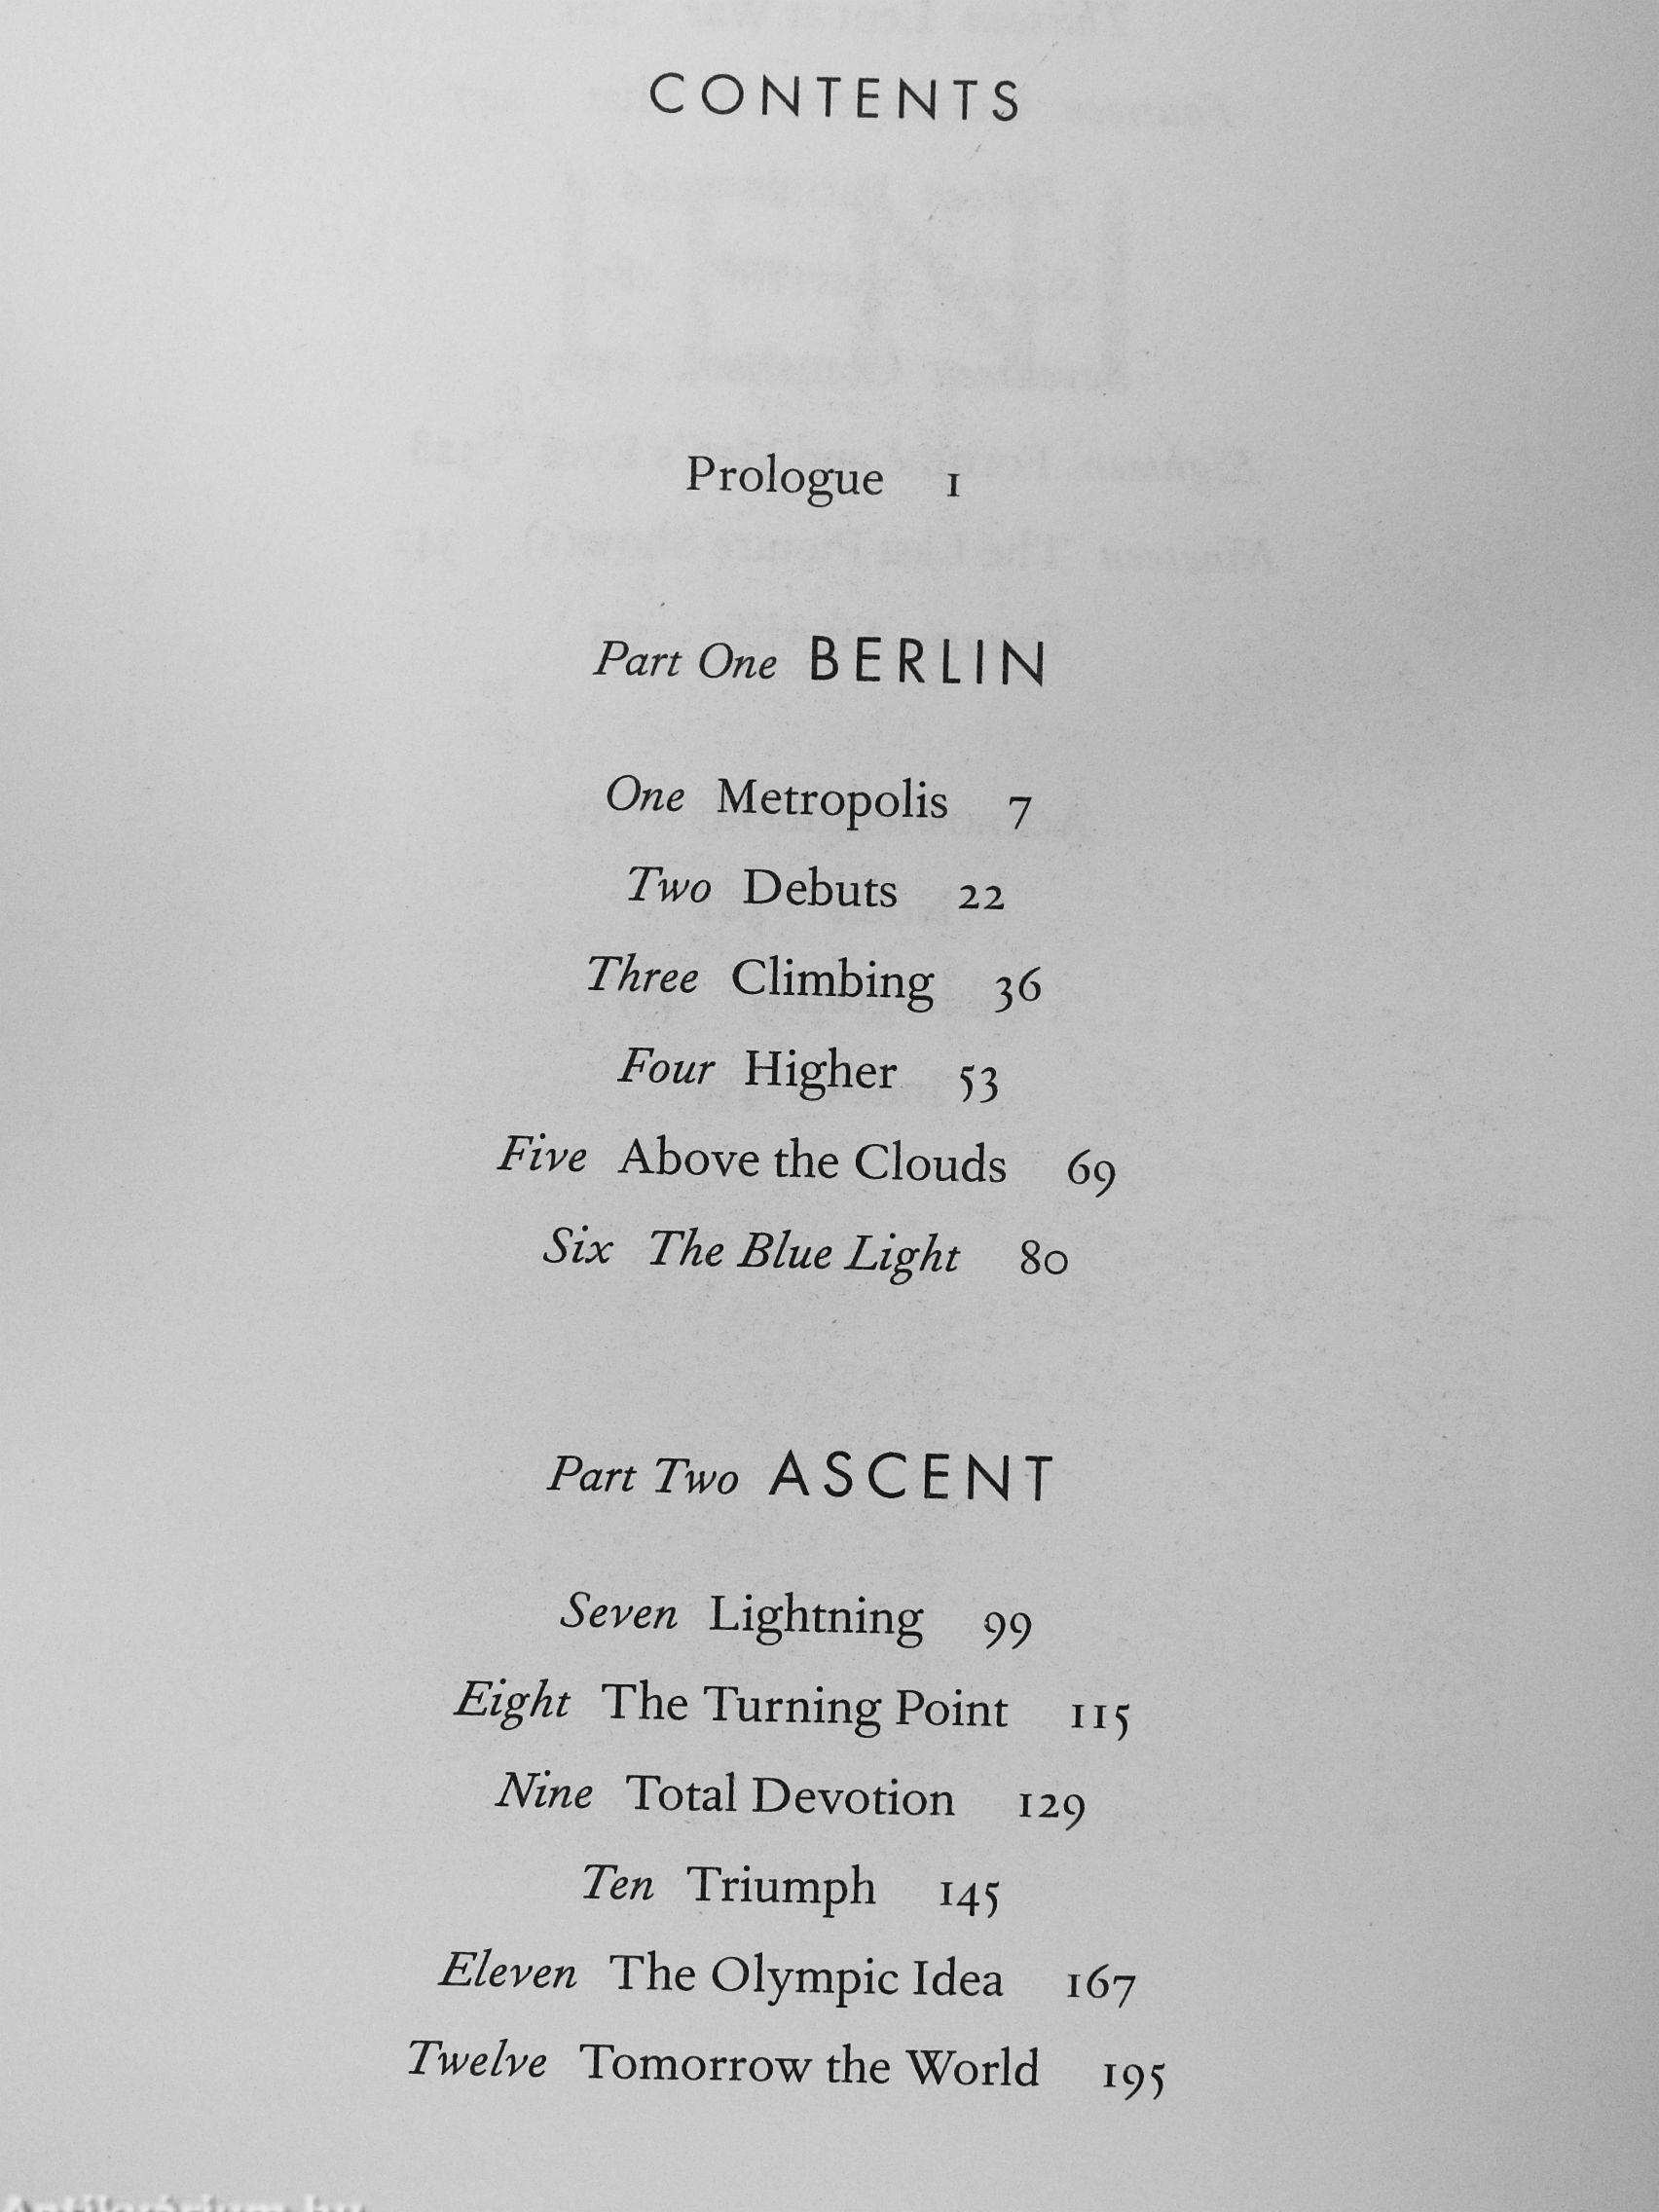 CONTENTS
Prologue 1
Part One BERLIN
One Metropolis 7
Two Debuts 22
Three Climbing 36
Four Higher 53
Five Above the Clouds 69
Six The Blue Light 80
Part Two ASCENT
Seven Lightning 99
Eight The Turning Point 115
Nine Total Devotion 129
Ten Triumph 145
Eleven The Olympic Idea 167
Twelve Tomorrow the World 195